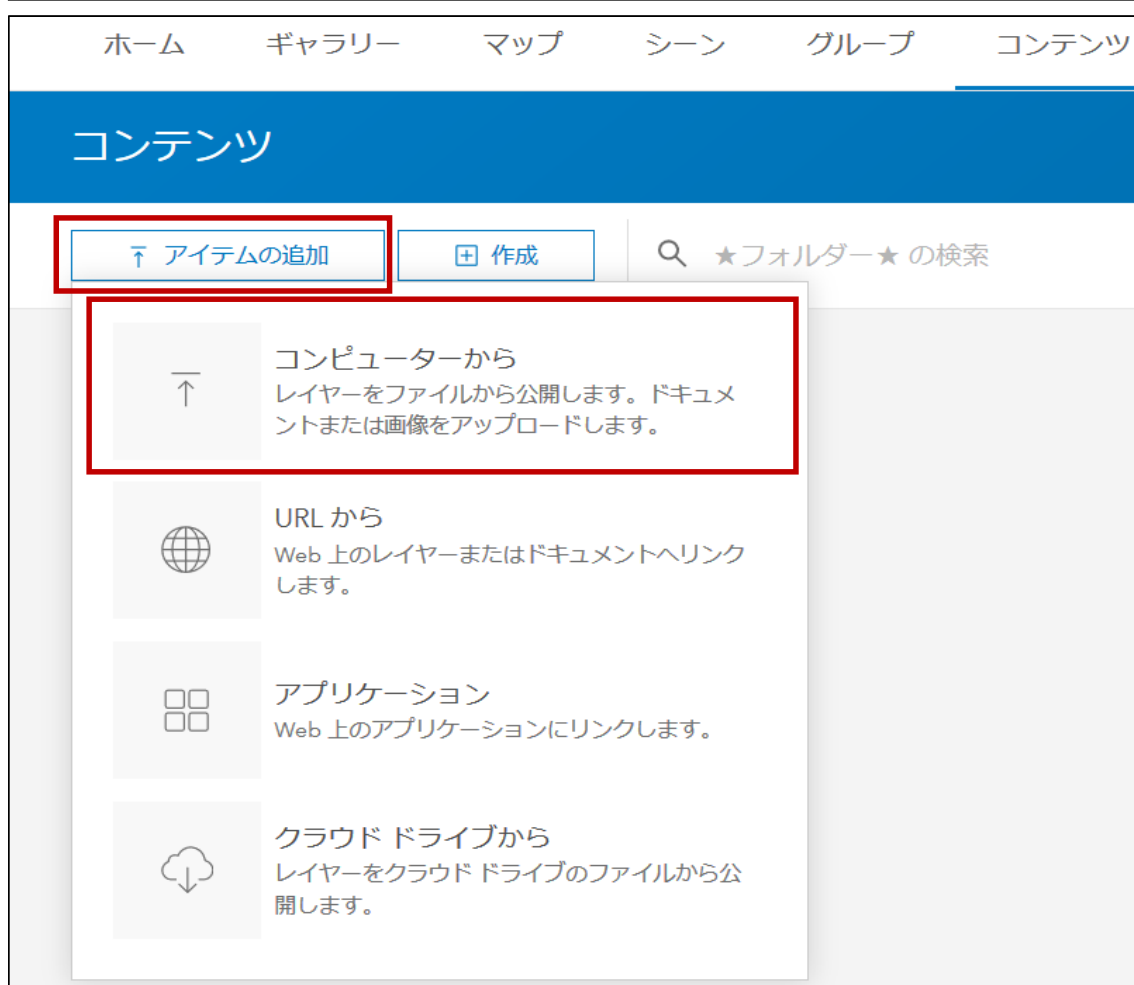 ホーム ギャラリー マップ シーン グループ コンテンツ
コンテンツ
アイテムの追加 作成 ★フォルダー★ の検索
コンピューターから
レイヤーをファイルから公開します。ドキュメ
ントまたは画像をアップロードします。
URL から
Web 上のレイヤーまたはドキュメントへリンク
します。
アプリケーション
Web 上のアプリケーションにリンクします。
クラウド ドライブから
レイヤーをクラウド ドライブのファイルから公
開します。